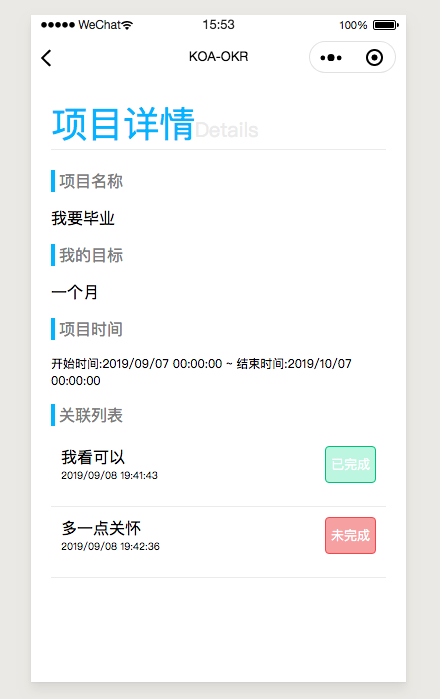 WeChat 15:53 100%
KOA-OKR
项目详情Details
项目名称
我要毕业
我的目标
一个月
项目时间
开始时间:2019/09/07 00:00:00 ~ 结束时间:2019/10/07
00:00:00
关联列表
我看可以
2019/09/08 19:41:43
已完成
多一点关怀
2019/09/08 19:42:36
未完成